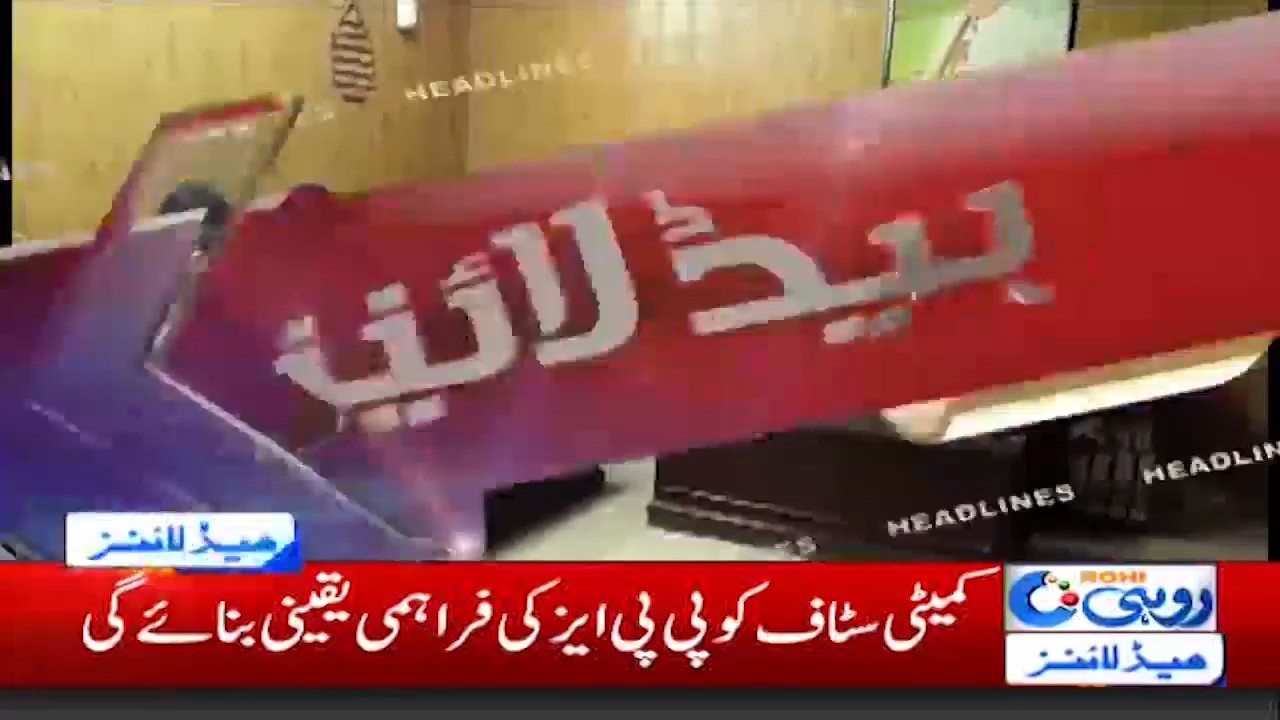 HEADLINES
ہیڈ لائنز
HEADLINES
HEADLIN
ہیڈ لائنز
کمیٹی سٹاف کو پی پی ایز کی فراہمی یقینی بنائے گی
ROHI
روہی
ہیڈ لائنز